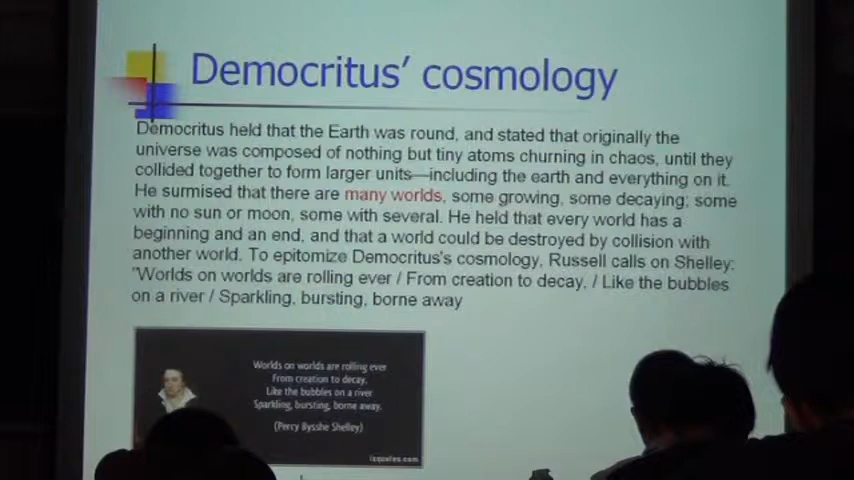 Democritus' cosmology
Democritus held that the Earth was round, and stated that originally the
universe was composed of nothing but tiny atoms churning in chaos, until they
collided together to form larger units—including the earth and everything on it.
He surmised that there are many worlds, some growing, some decaying; some
with no sun or moon, some with several. He held that every world has a
beginning and an end, and that a world could be destroyed by collision with
another world. To epitomize Democritus's cosmology, Russell calls on Shelley:
"Worlds on worlds are rolling ever / From creation to decay, / Like the bubbles
on a river / Sparkling, bursting, borne away
Worlds on worlds are rolling ever
From creation to decay,
Like the bubbles on a river
Sparkling, bursting, borne away.
(Percy Bysshe Shelley)
izquotes.com